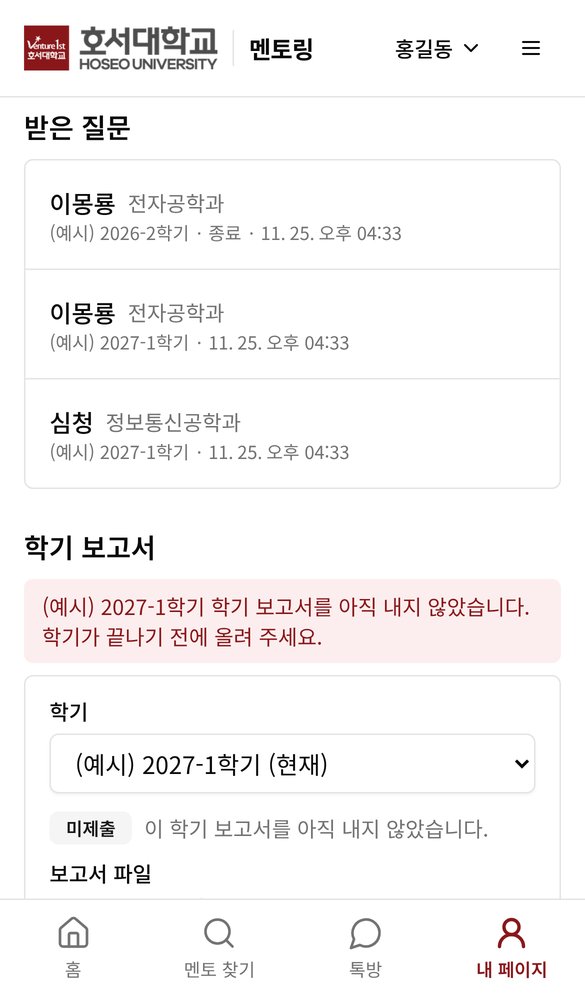 Venture 1st
호서대학교
호서대학교
HOSEO UNIVERSITY
멘토링
홍길동
받은 질문
이몽룡 전자공학과
(예시) 2026-2학기 · 종료 · 11. 25. 오후 04:33
이몽룡 전자공학과
(예시) 2027-1학기 · 11. 25. 오후 04:33
심청 정보통신공학과
(예시) 2027-1학기 · 11. 25. 오후 04:33
학기 보고서
(예시) 2027-1학기 학기 보고서를 아직 내지 않았습니다.
학기가 끝나기 전에 올려 주세요.
학기
(예시) 2027-1학기 (현재)
미제출 이 학기 보고서를 아직 내지 않았습니다.
보고서 파일
홈
멘토 찾기
톡방
내 페이지